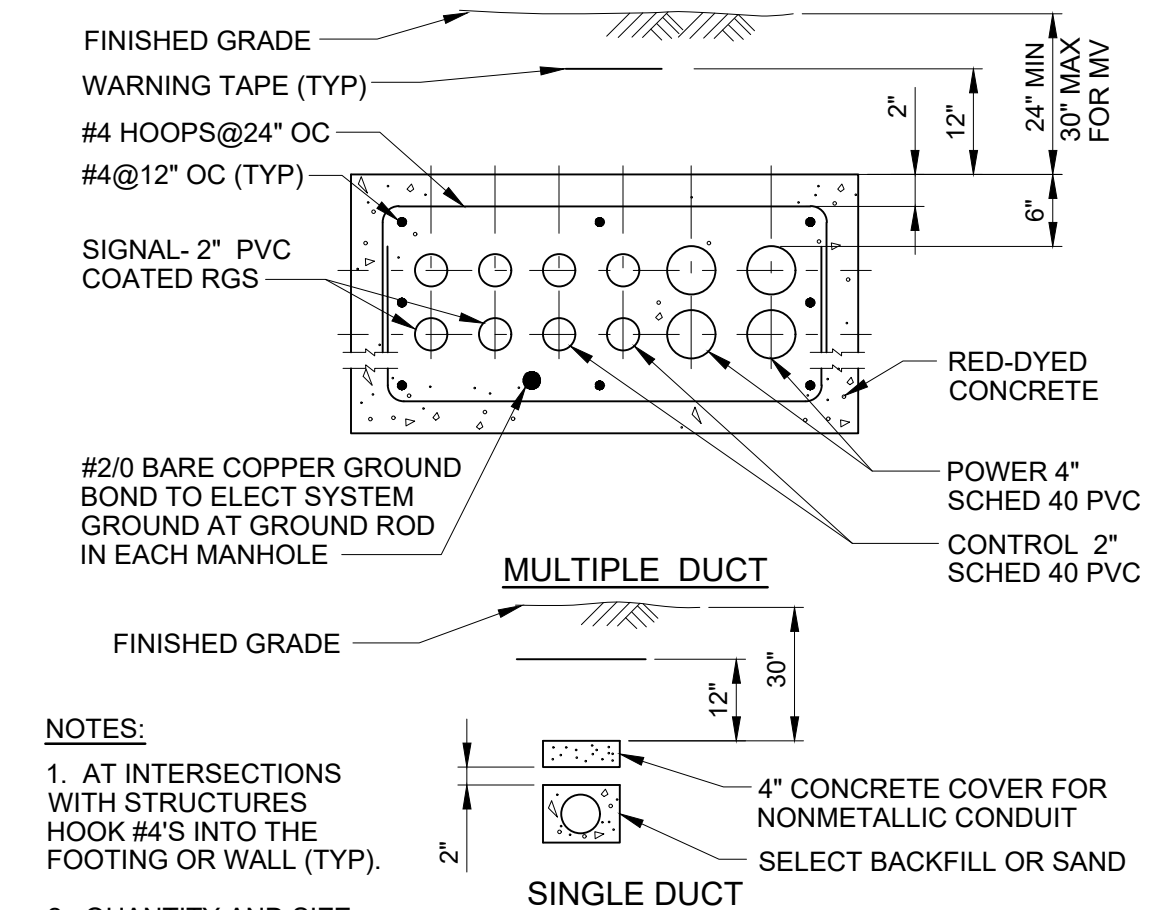 FINISHED GRADE
WARNING TAPE (TYP)
#4 HOOPS@24" OC
#4@12" OC (TYP)
SIGNAL- 2" PVC
COATED RGS
2"
12"
24" MIN
30" MAX
FOR MV
6"
RED-DYED
CONCRETE
#2/0 BARE COPPER GROUND
BOND TO ELECT SYSTEM
GROUND AT GROUND ROD
IN EACH MANHOLE
POWER 4"
SCHED 40 PVC
CONTROL 2"
SCHED 40 PVC
MULTIPLE DUCT
FINISHED GRADE
12"
30"
NOTES:
1. AT INTERSECTIONS
WITH STRUCTURES
HOOK #4'S INTO THE
FOOTING OR WALL (TYP).
2"
4" CONCRETE COVER FOR
NONMETALLIC CONDUIT
SELECT BACKFILL OR SAND
SINGLE DUCT
2. QUANTITY AND SIZE